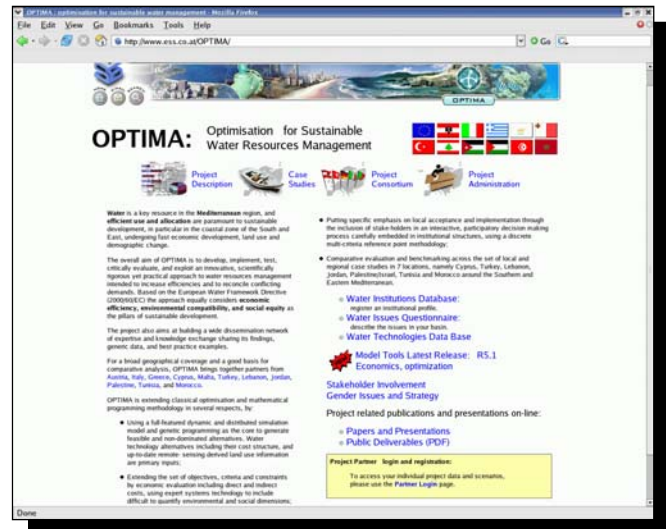 OPTIMA : optimisation for sustainable water management - Mozilla Firefox
File Edit View Go Bookmarks Tools Help
http://www.ess.co.at/OPTIMA/
Go
OPTIMA
OPTIMA: Optimisation for Sustainable
Water Resources Management
Project
Description
Case
Studies
Project
Consortium
Project
Administration
Water is a key resource in the Mediterranean region, and
efficient use and allocation are paramount to sustainable
development, in particular in the coastal zone of the South and
East, undergoing fast economic development, land use and
demographic change.
The overall aim of OPTIMA is to develop, implement, test,
critically evaluate, and exploit an innovative, scientifically
rigorous yet practical approach to water resources management
intended to increase efficiencies and to reconcile conflicting
demands. Based on the European Water Framework Directive
(2000/60/EC) the approach equally considers economic
efficiency, environmental compatibility, and social equity as
the pillars of sustainable development.
The project also aims at building a wide dissemination network
of expertise and knowledge exchange sharing its findings,
generic data, and best practice examples.
For a broad geographical coverage and a good basis for
comparative analysis, OPTIMA brings together partners from
Austria, Italy, Greece, Cyprus, Malta, Turkey, Lebanon, Jordan,
Palestine, Tunisia, and Morocco.
OPTIMA is extending classical optimisation and mathematical
programming methodology in several respects, by:
Using a full-featured dynamic and distributed simulation
model and genetic programming as the core to generate
feasible and non-dominated alternatives. Water
technology alternatives including their cost structure, and
up-to-date remote- sensing derived land use information
are primary inputs;
Extending the set of objectives, criteria and constraints
by economic evaluation including direct and indirect
costs, using expert systems technology to include
difficult to quantify environmental and social dimensions;
Putting specific emphasis on local acceptance and implementation through
the inclusion of stake-holders in an interactive, participatory decision making
process carefully embedded in institutional structures, using a discrete
multi-criteria reference point methodology;
Comparative evaluation and benchmarking across the set of local and
regional case studies in 7 locations, namely Cyprus, Turkey, Lebanon,
Jordan, Palestine/Israel, Tunisia and Morocco around the Southern and
Eastern Mediterranean.
Water Institutions Database:
register an institutional profile.
Water Issues Questionnaire:
describe the issues in your basin.
Water Technologies Data Base
Model Tools Latest Release: R5.1
Economics, optimization
Stakeholder Involvement
Gender Issues and Strategy
Project related publications and presentations on-line:
Papers and Presentations
Public Deliverables (PDF)
Project Partner login and registration:
To access your individual project data and scenarios,
please use the Partner Login page.
Done